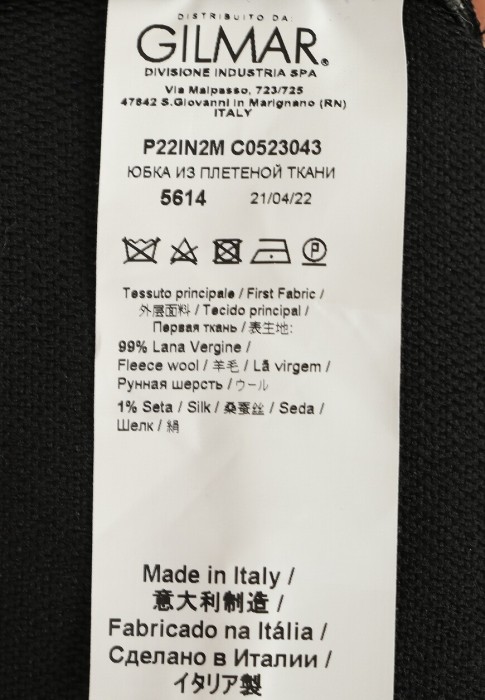 DISTRIBUITO DA:
GILMAR®
DIVISIONE INDUSTRIA SPA
Via Malpasso, 723/725
47842 S.Giovanni in Marignano (RN)
ITALY
P22IN2M C0523043
ЮБКА ИЗ ПЛЕТЕНОЙ ТКАНИ
5614 21/04/22
P
Tessuto principale / First Fabric /
外层面料 / Tecido principal /
Первая ткань / 表生地:
99% Lana Vergine /
Fleece wool / 羊毛 / Lã virgem /
Рунная шерсть / ウール
1% Seta / Silk / 桑蚕丝 / Seda /
Шелк / 絹
Made in Italy /
意大利制造 /
Fabricado na Itália /
Сделано в Италии /
イタリア製